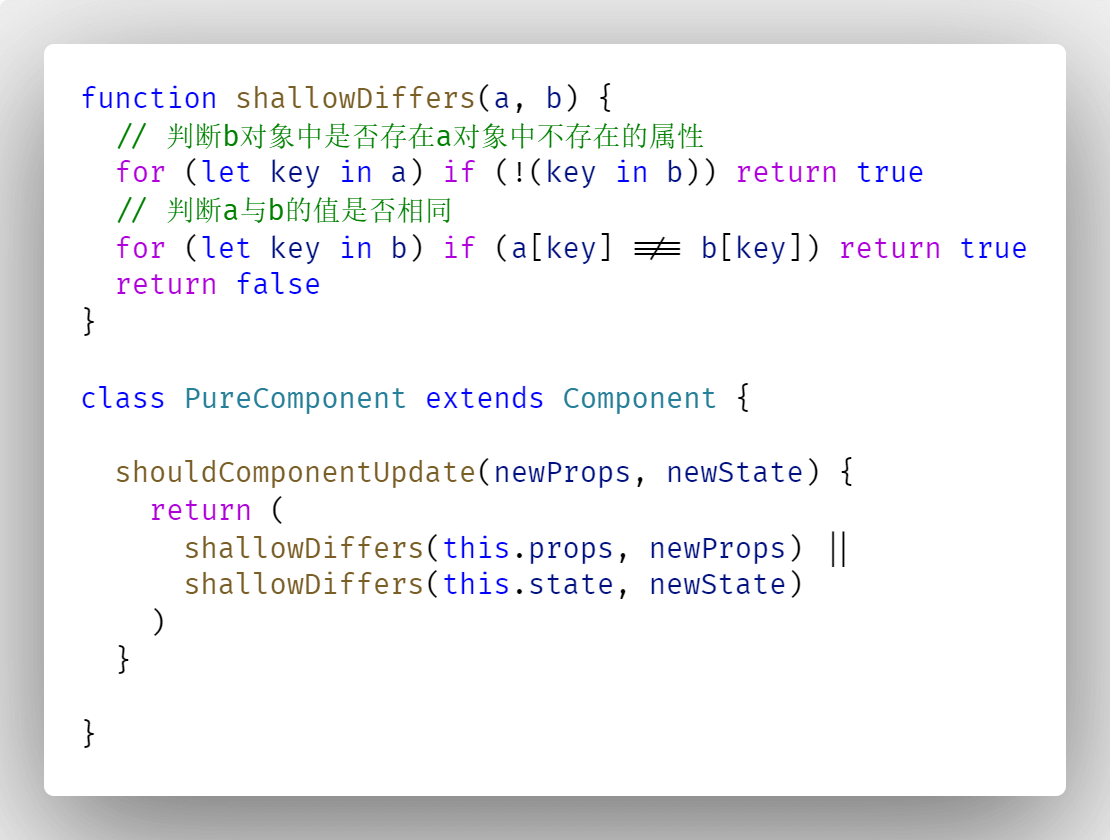 function shallowDiffers(a, b) {
  // 判断b对象中是否存在a对象中不存在的属性
  for (let key in a) if (!(key in b)) return true
  // 判断a与b的值是否相同
  for (let key in b) if (a[key] !== b[key]) return true
  return false
}

class PureComponent extends Component {

  shouldComponentUpdate(newProps, newState) {
    return (
      shallowDiffers(this.props, newProps) ||
      shallowDiffers(this.state, newState)
    )
  }

}